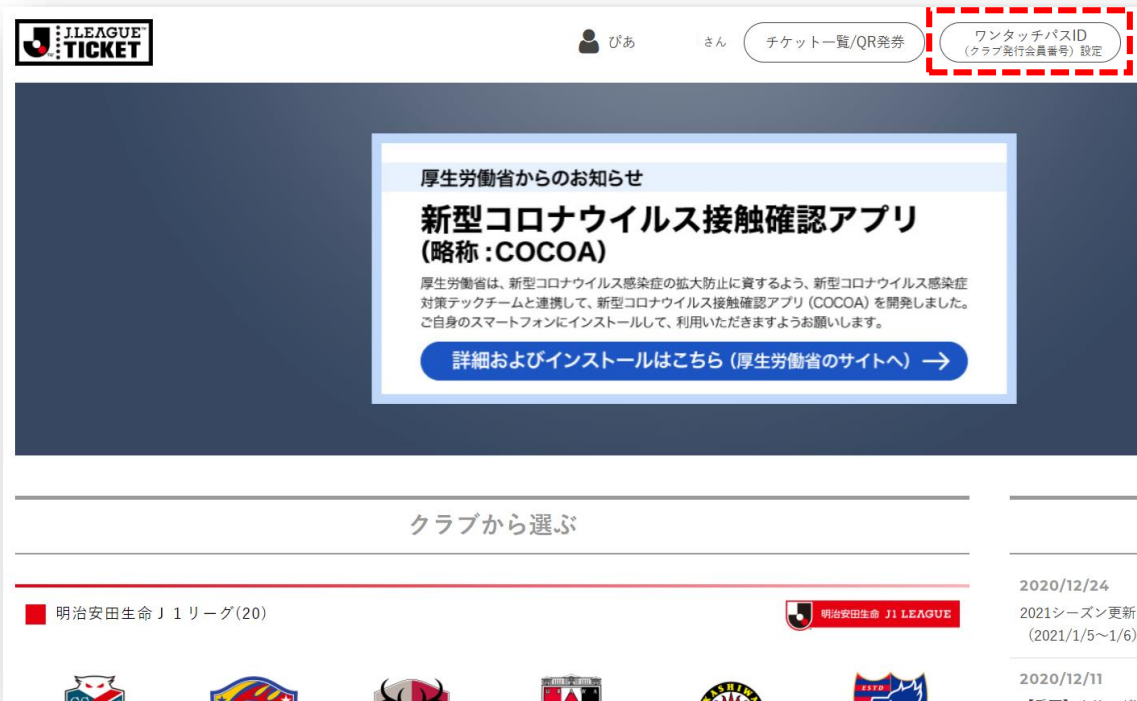 J.LEAGUE™
TICKET
ぴあ さん
チケット一覧/QR発券
ワンタッチパスID
(クラブ発行会員番号) 設定
厚生労働省からのお知らせ
新型コロナウイルス接触確認アプリ
(略称:COCOA)
厚生労働省は、新型コロナウイルス感染症の拡大防止に資するよう、新型コロナウイルス感染症
対策テックチームと連携して、新型コロナウイルス接触確認アプリ(COCOA)を開発しました。
ご自身のスマートフォンにインストールして、利用いただきますようお願いします。
詳細およびインストールはこちら(厚生労働省のサイトへ) →
クラブから選ぶ
明治安田生命J1リーグ(20)
明治安田生命 J1 LEAGUE
2020/12/24
2021シーズン更新
(2021/1/5~1/6)
2020/12/11